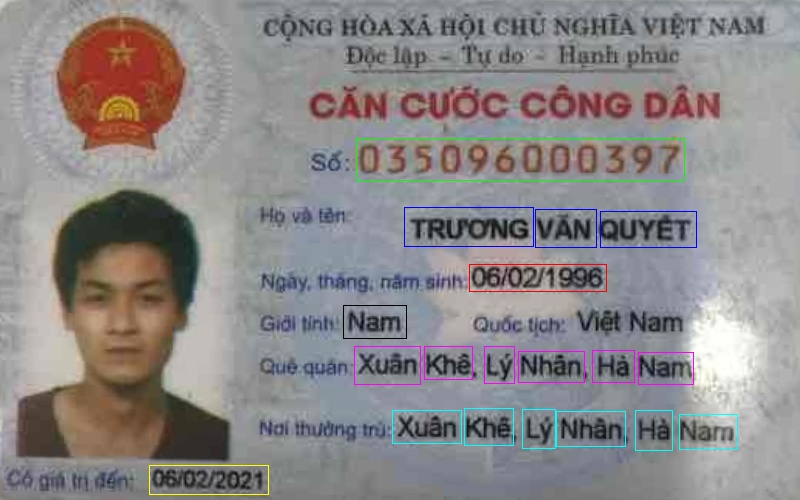 CỘNG HÒA XÃ HỘI CHỦ NGHĨA VIỆT NAM
Độc lập – Tự do – Hạnh phúc
CĂN CƯỚC CÔNG DÂN
Số: 035096000397
Họ và tên: TRƯƠNG VĂN QUYẾT
Ngày, tháng, năm sinh: 06/02/1996
Giới tính: Nam Quốc tịch: Việt Nam
Quê quán: Xuân Khê, Lý Nhân, Hà Nam
Nơi thường trú: Xuân Khê, Lý Nhân, Hà Nam
Có giá trị đến: 06/02/2021